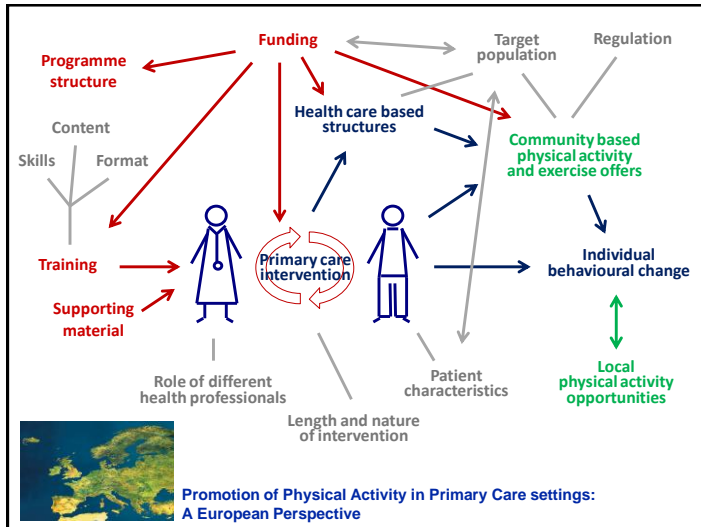 Funding
Target
population
Regulation
Programme
structure
Health care based
structures
Content
Skills
Format
Community based
physical activity
and exercise offers
Training
Primary care
intervention
Individual
behavioural change
Supporting
material
Role of different
health professionals
Patient
characteristics
Local
physical activity
opportunities
Length and nature
of intervention
Promotion of Physical Activity in Primary Care settings:
A European Perspective